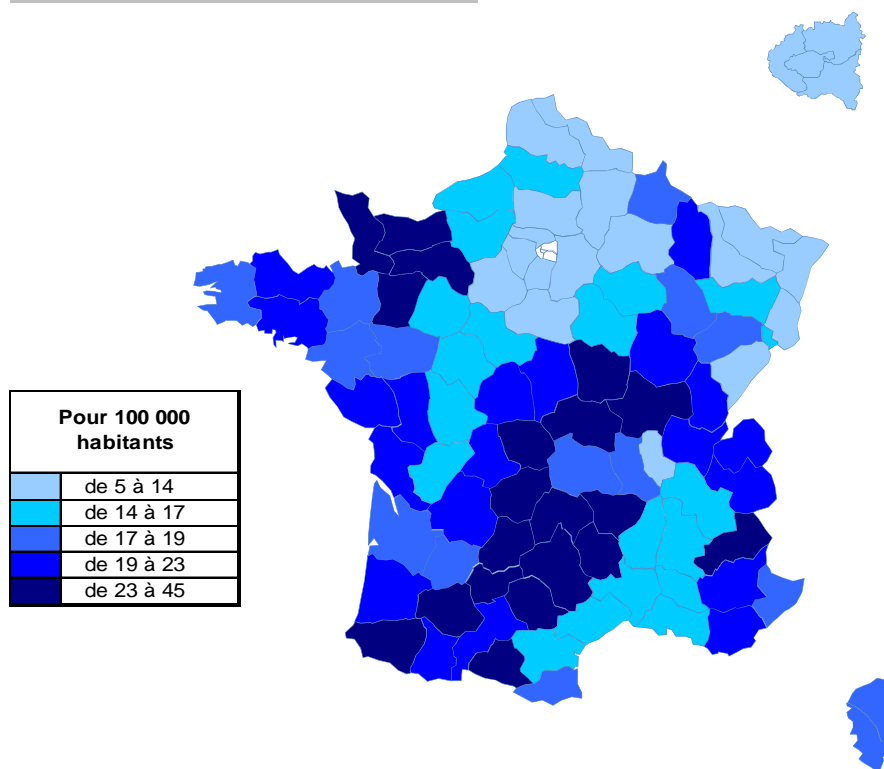 Pour 100 000
habitants
de 5 à 14
de 14 à 17
de 17 à 19
de 19 à 23
de 23 à 45